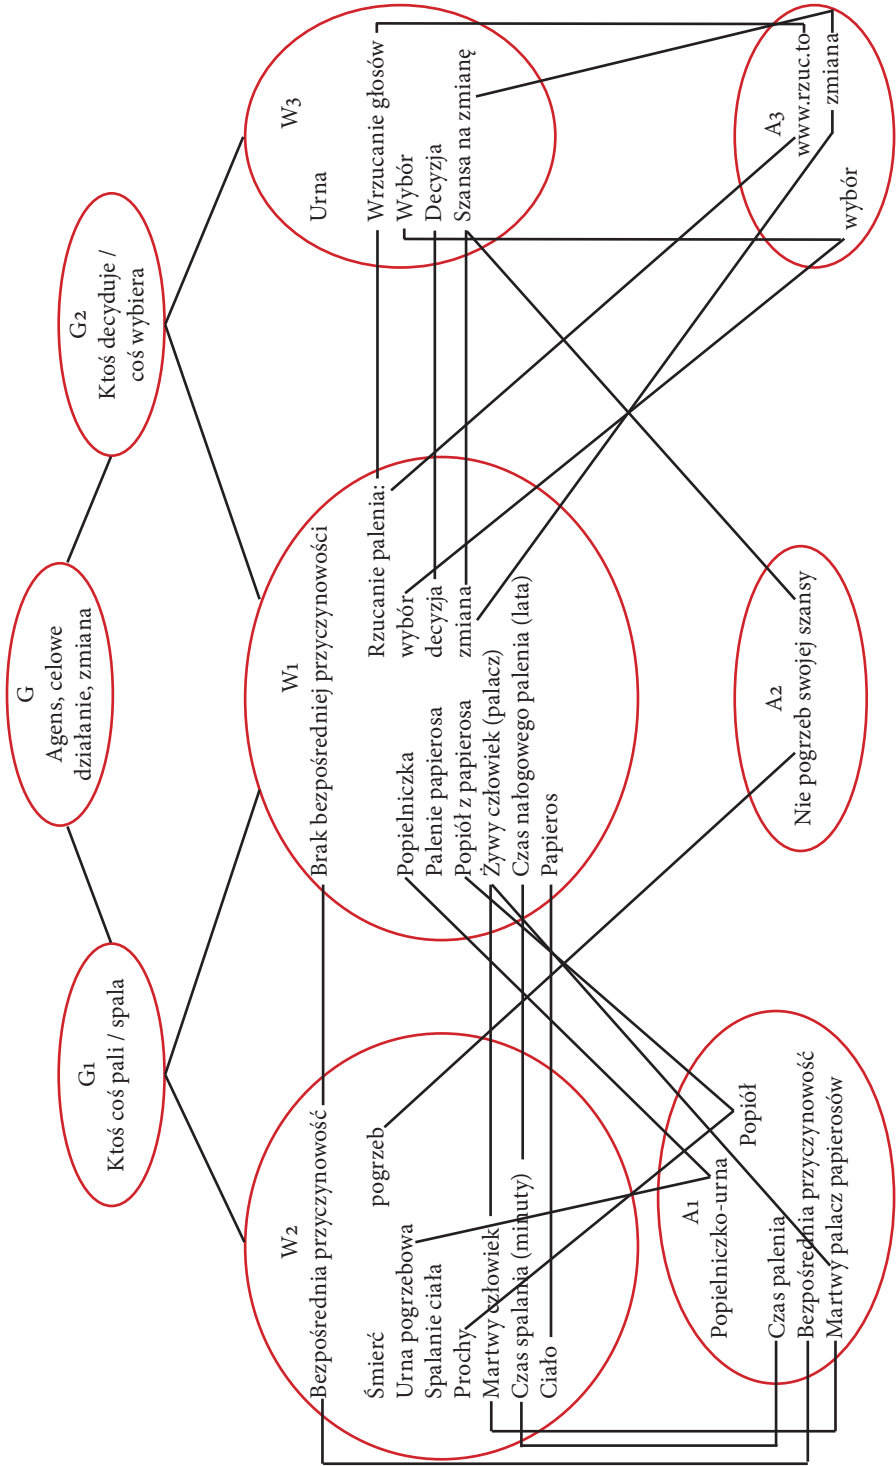 G
Agens, celowe
działanie, zmiana
G1
Ktoś coś pali / spala
G2
Ktoś decyduje /
coś wybiera
W2
Bezpośrednia przyczynowość
Śmierć
pogrzeb
Urna pogrzebowa
Spalanie ciała
Prochy
Martwy człowiek
Czas spalania (minuty)
Ciało
W1
Brak bezpośredniej przyczynowości
Rzucanie palenia:
Popielniczka
wybór
Palenie papierosa
decyzja
Popiół z papierosa
zmiana
Żywy człowiek (palacz)
Czas nałogowego palenia (lata)
Papieros
W3
Urna
Wrzucanie głosów
Wybór
Decyzja
Szansa na zmianę
A1
Popielniczko-urna
Popiół
Czas palenia
Bezpośrednia przyczynowość
Martwy palacz papierosów
A2
Nie pogrzeb swojej szansy
A3
www.rzuc.to
zmiana
wybór